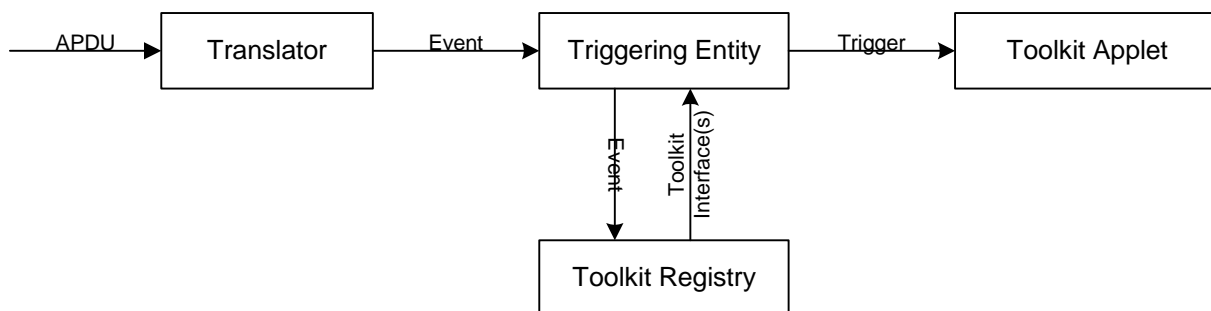 APDU
Translator
Event
Triggering Entity
Trigger
Toolkit Applet
Event
Toolkit
Interface(s)
Toolkit Registry